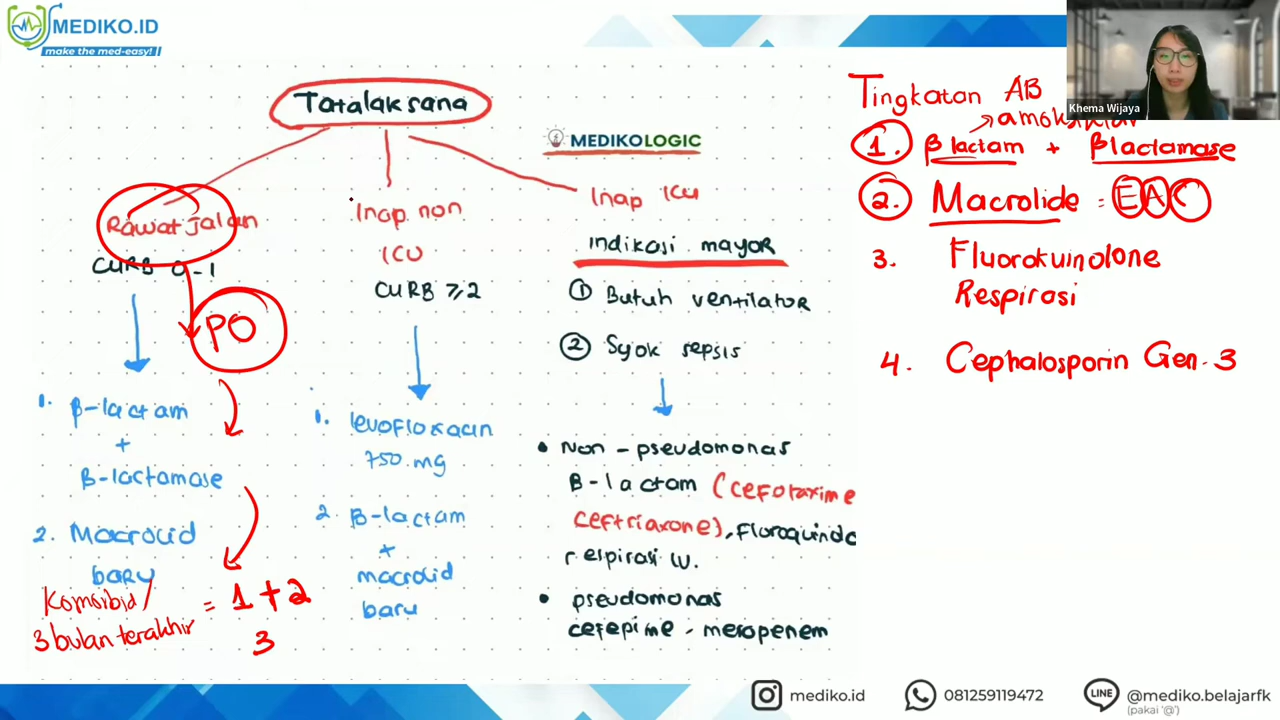 MEDIKO.ID
make the med-easy!
Tatalaksana
MEDIKOLOGIC
Rawat jalan
CURB 0-1
PO
1. β-lactam
+
β-lactamase
2. Macrolid
baru
Komorbid/
3 bulan terakhir
= 1 + 2
3
Inap non
ICU
CURB ≥2
1. levofloxacin
750 mg
2. β-lactam
+
macrolid
baru
Inap ICU
indikasi mayor
① Butuh ventilator
② Syok sepsis
• Non-pseudomonas
β-lactam (cefotaxime
ceftriaxone), Floroquinolo
respirasi IV.
• pseudomonas
cefepime - meropenem
Tingkatan AB
→ amoksiklav
1. β lactam + β lactamase
2. Macrolide = E A C
3. Fluorokuinolone
Respirasi
4. Cephalosporin Gen. 3
Khema Wijaya
mediko.id
081259119472
LINE
@mediko.belajarfk
(pakai '@')